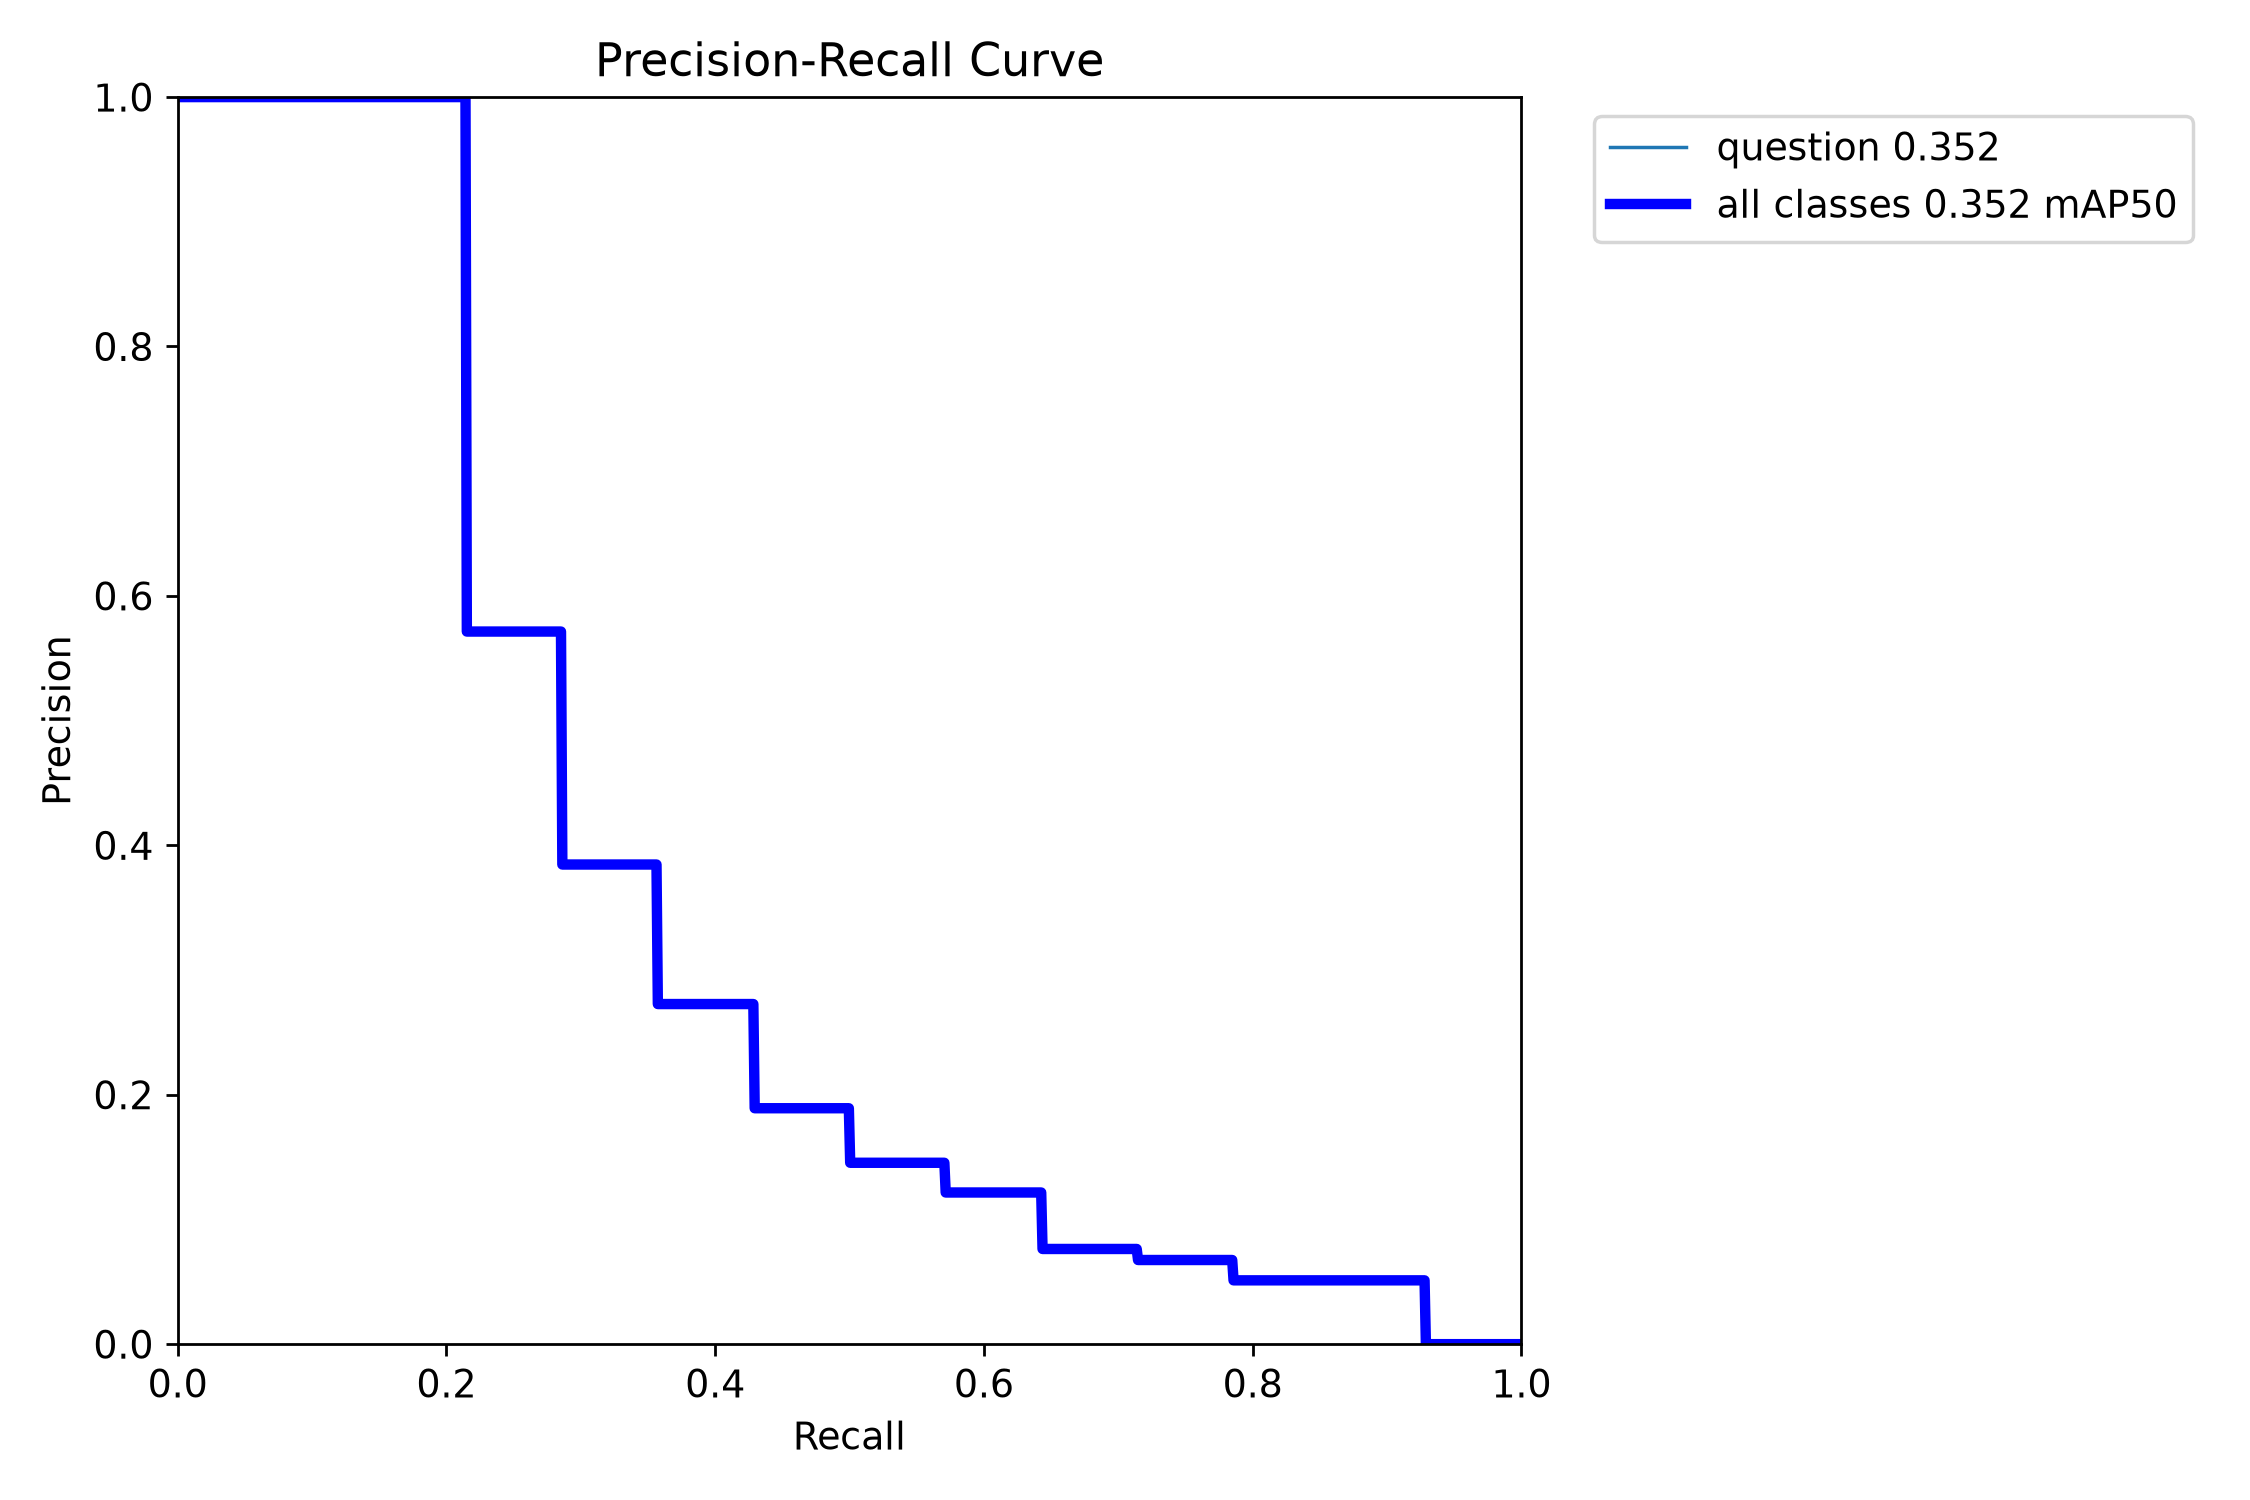 Precision-Recall Curve
question 0.352
all classes 0.352 mAP50
1.0
0.8
0.6
0.4
0.2
0.0
Precision
0.0 0.2 0.4 0.6 0.8 1.0
Recall